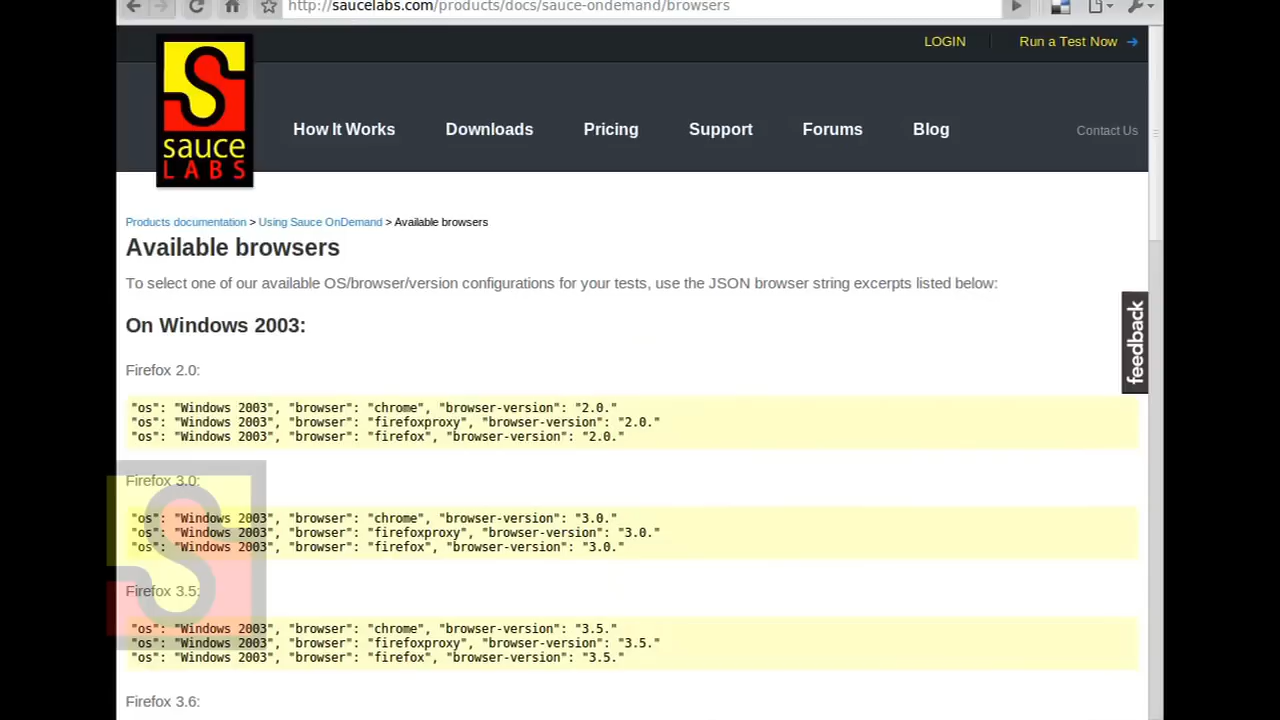 http://saucelabs.com/products/docs/sauce-ondemand/browsers
LOGIN
Run a Test Now
sauce
LABS
How It Works
Downloads
Pricing
Support
Forums
Blog
Contact Us
Products documentation > Using Sauce OnDemand > Available browsers
Available browsers
To select one of our available OS/browser/version configurations for your tests, use the JSON browser string excerpts listed below:
feedback
On Windows 2003:
Firefox 2.0:
"os": "Windows 2003", "browser": "chrome", "browser-version": "2.0."
"os": "Windows 2003", "browser": "firefoxproxy", "browser-version": "2.0."
"os": "Windows 2003", "browser": "firefox", "browser-version": "2.0."
Firefox 3.0:
"os": "Windows 2003", "browser": "chrome", "browser-version": "3.0."
"os": "Windows 2003", "browser": "firefoxproxy", "browser-version": "3.0."
"os": "Windows 2003", "browser": "firefox", "browser-version": "3.0."
Firefox 3.5:
"os": "Windows 2003", "browser": "chrome", "browser-version": "3.5."
"os": "Windows 2003", "browser": "firefoxproxy", "browser-version": "3.5."
"os": "Windows 2003", "browser": "firefox", "browser-version": "3.5."
Firefox 3.6: